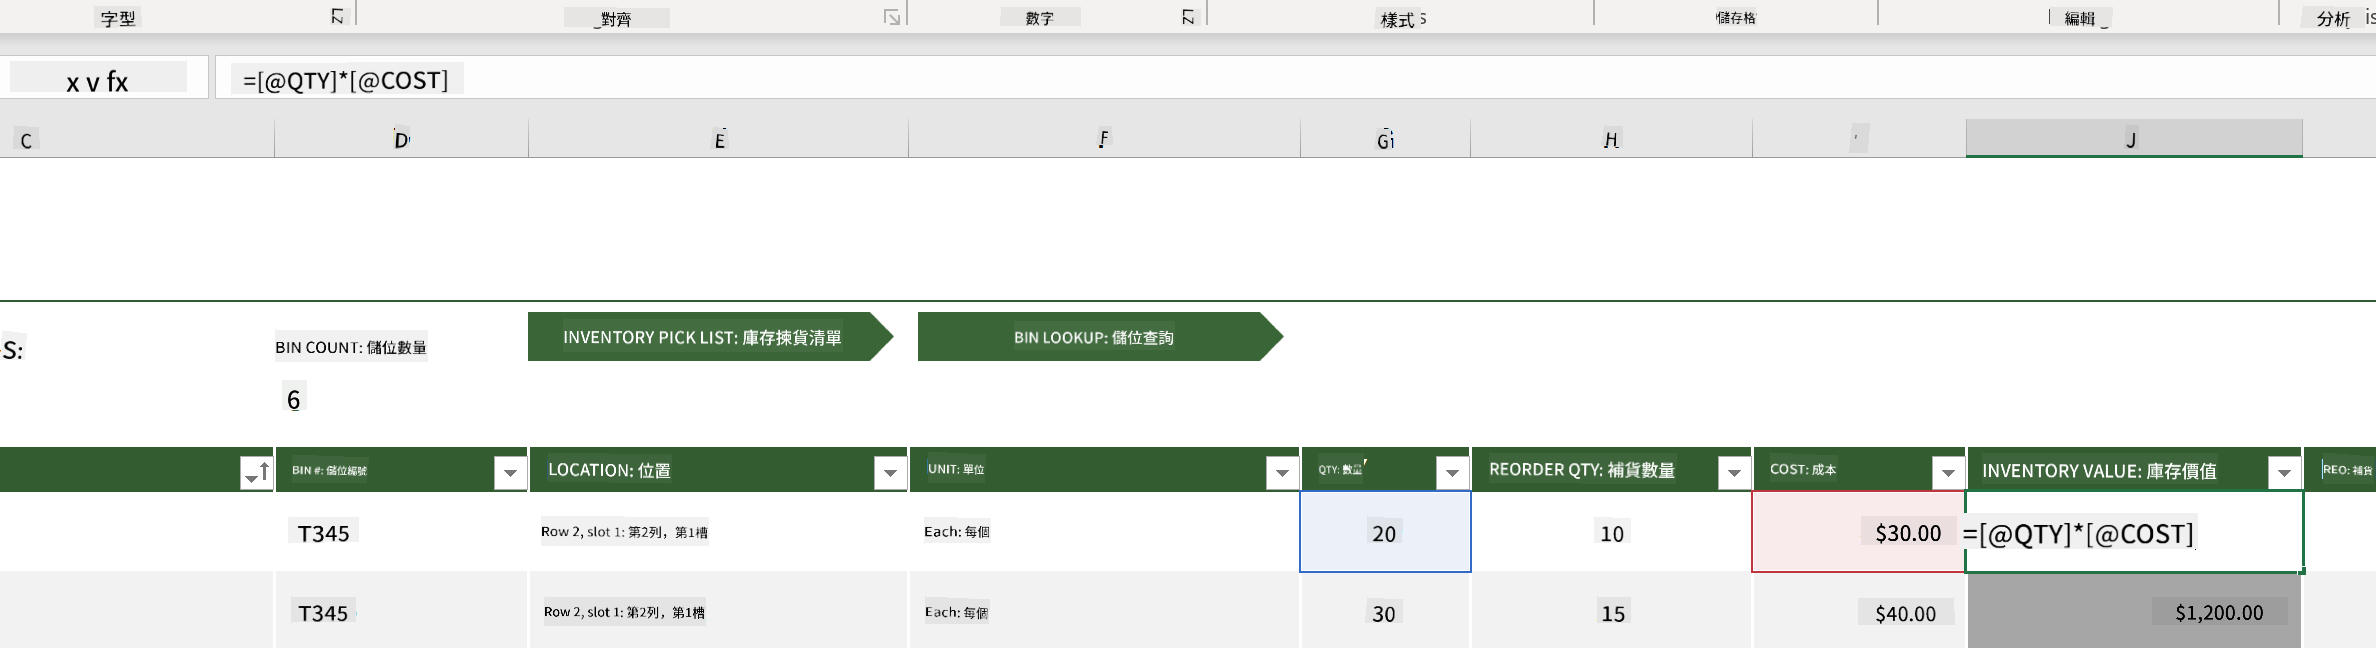 字型 對齊 數字 樣式 儲存格 編輯 分析
x v fx =[@QTY]*[@COST]
C D E F G H J
S: BIN COUNT: 儲位數量 INVENTORY PICK LIST: 庫存揀貨清單 BIN LOOKUP: 儲位查詢
6
BIN #: 儲位編號 LOCATION: 位置 UNIT: 單位 QTY: 數量 REORDER QTY: 補貨數量 COST: 成本 INVENTORY VALUE: 庫存價值 REO: 補貨
T345 Row 2, slot 1: 第2列，第1槽 Each: 每個 20 10 $30.00 =[@QTY]*[@COST]
T345 Row 2, slot 1: 第2列，第1槽 Each: 每個 30 15 $40.00 $1,200.00